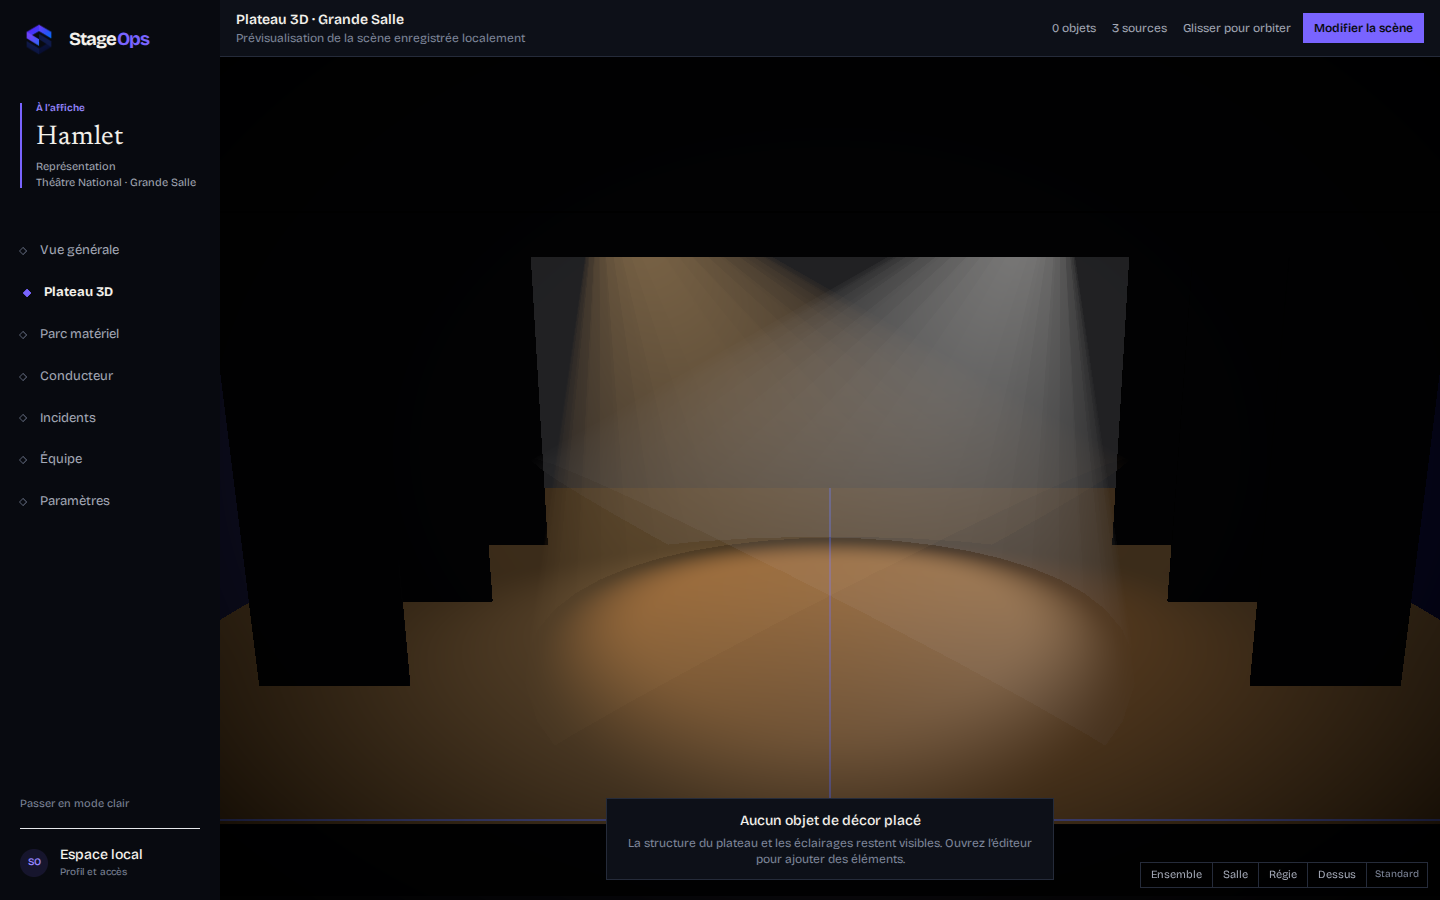 StageOps
À l'affiche
Hamlet
Représentation
Théâtre National · Grande Salle
Vue générale
Plateau 3D
Parc matériel
Conducteur
Incidents
Équipe
Paramètres
Passer en mode clair
SO
Espace local
Profil et accès
Plateau 3D · Grande Salle
Prévisualisation de la scène enregistrée localement
0 objets
3 sources
Glisser pour orbiter
Modifier la scène
Aucun objet de décor placé
La structure du plateau et les éclairages restent visibles. Ouvrez l'éditeur
pour ajouter des éléments.
Ensemble
Salle
Régie
Dessus
Standard